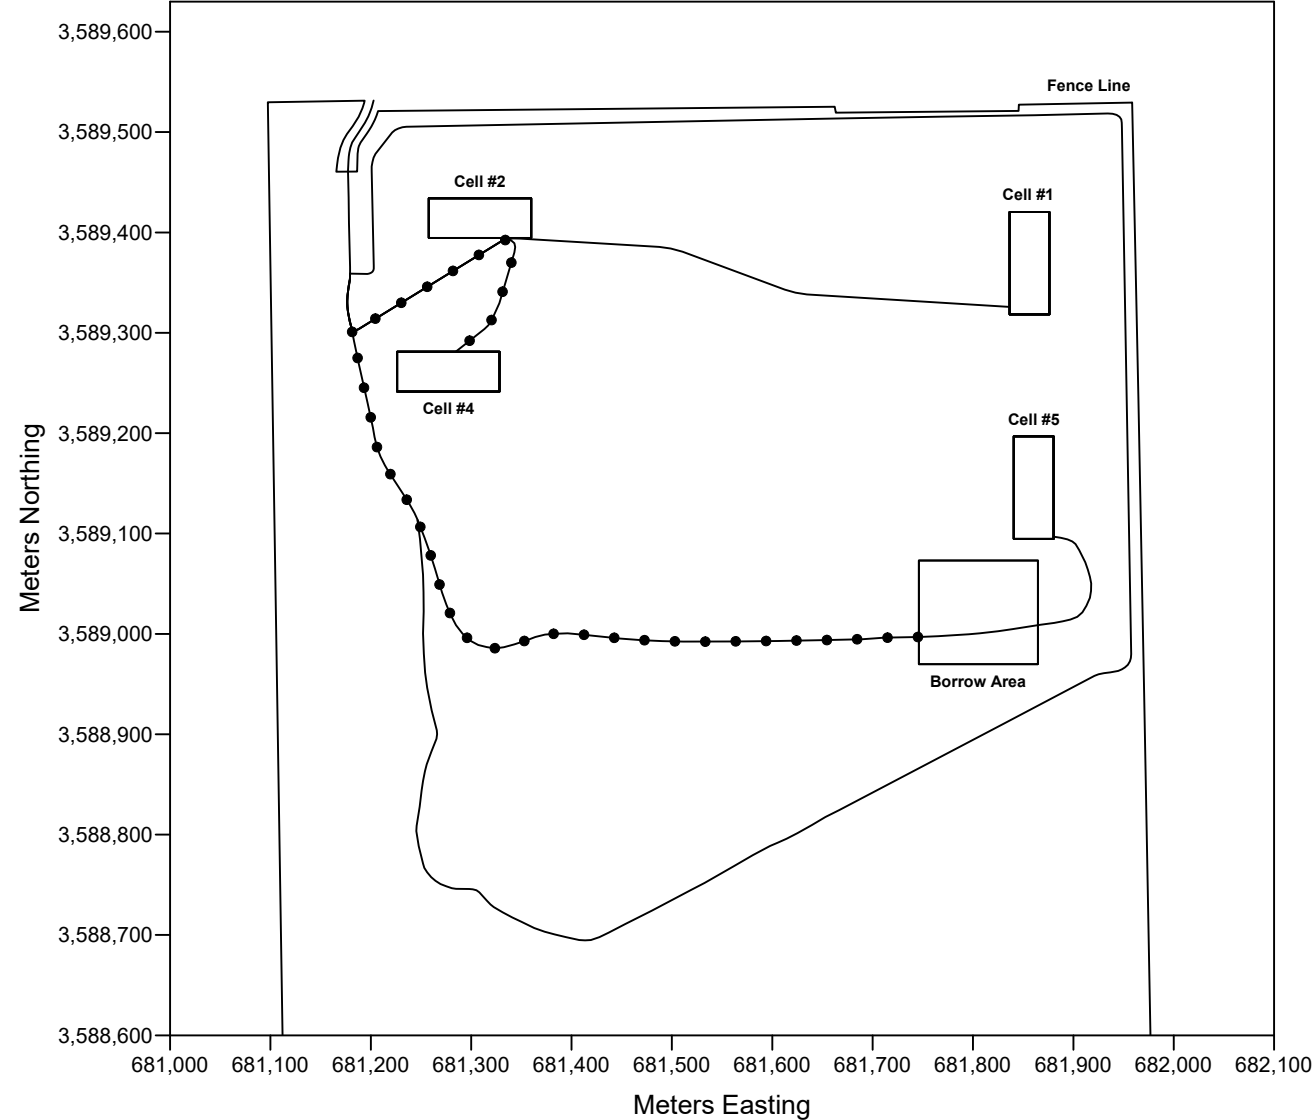 3,589,600
Fence Line
3,589,500
Cell #2
Cell #1
3,589,400
3,589,300
Cell #4
Cell #5
3,589,200
3,589,100
Meters Northing
3,589,000
Borrow Area
3,588,900
3,588,800
3,588,700
3,588,600
681,000 681,100 681,200 681,300 681,400 681,500 681,600 681,700 681,800 681,900 682,000 682,100
Meters Easting